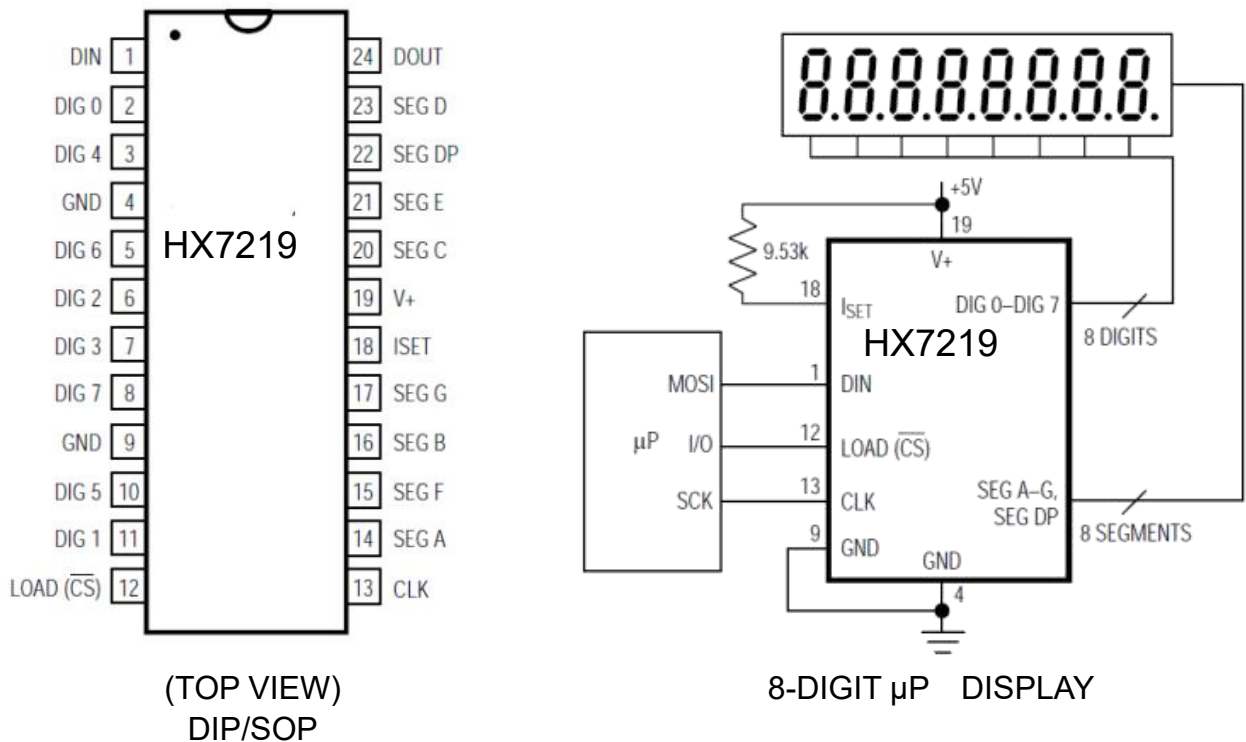 DIN 1
DIG 0 2
DIG 4 3
GND 4
DIG 6 5
DIG 2 6
DIG 3 7
DIG 7 8
GND 9
DIG 5 10
DIG 1 11
LOAD (C̅S̅) 12
HX7219
24 DOUT
23 SEG D
22 SEG DP
21 SEG E
20 SEG C
19 V+
18 ISET
17 SEG G
16 SEG B
15 SEG F
14 SEG A
13 CLK
(TOP VIEW)
DIP/SOP
8.8.8.8.8.8.8.8.
+5V
19
9.53k
V+
18
ISET
DIG 0–DIG 7
8 DIGITS
HX7219
MOSI
1
DIN
µP I/O
12
LOAD (C̅S̅)
SCK
13
CLK
SEG A–G,
SEG DP
8 SEGMENTS
9
GND
GND
4
8-DIGIT µP DISPLAY